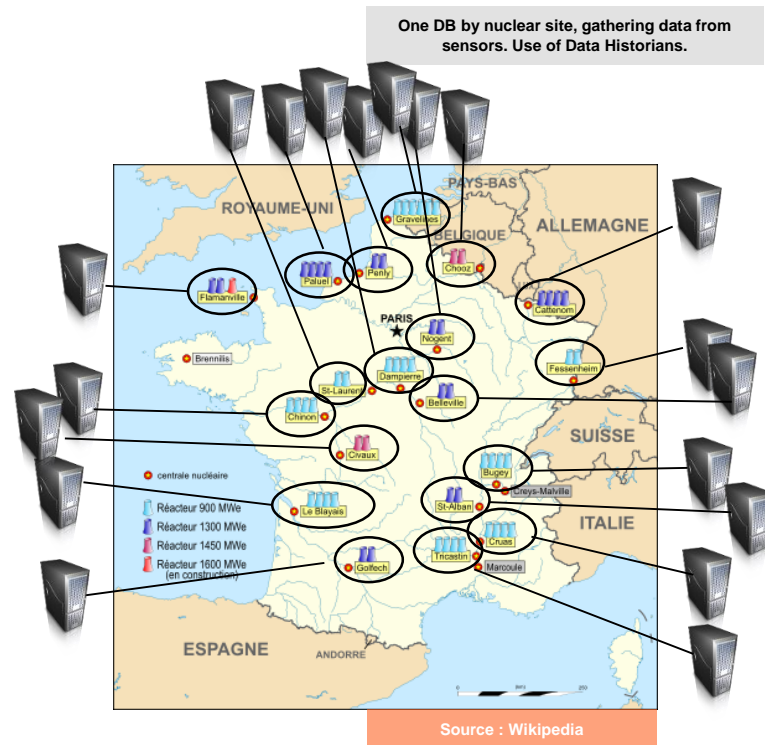 One DB by nuclear site, gathering data from
sensors. Use of Data Historians.
PAYS-BAS
ROYAUME-UNI
Gravelines
ALLEMAGNE
BELGIQUE
Chooz
Paluel
Penly
Flamanville
Cattenom
PARIS
Nogent
Brennilis
Fessenheim
Dampierre
St-Laurent
Belleville
Chinon
SUISSE
Civaux
Bugey
centrale nucléaire
Creys-Malville
Réacteur 900 MWe
St-Alban
Le Blayais
ITALIE
Réacteur 1300 MWe
Cruas
Réacteur 1450 MWe
Tricastin
Réacteur 1600 MWe
(en construction)
Golfech
Marcoule
ESPAGNE
ANDORRE
0
250
Source : Wikipedia